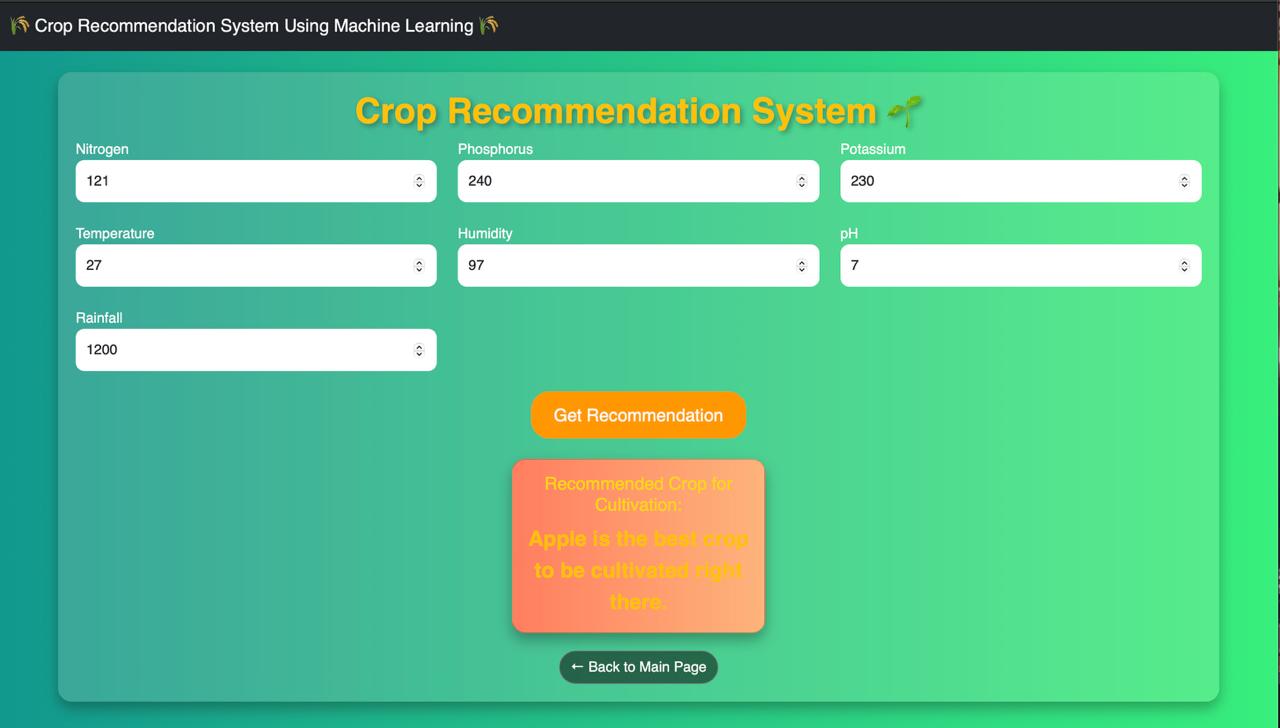 🌾 Crop Recommendation System Using Machine Learning 🌾
Crop Recommendation System 🌱
Nitrogen
Phosphorus
Potassium
121
240
230
Temperature
Humidity
pH
27
97
7
Rainfall
1200
Get Recommendation
Recommended Crop for
Cultivation:
Apple is the best crop
to be cultivated right
there.
← Back to Main Page